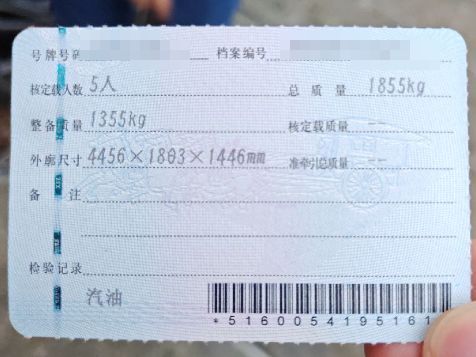 号牌号码 档案编号
核定载人数 5人 总质量 1855kg
整备质量 1355kg 核定载质量 --
外廓尺寸 4456×1803×1446mm 准牵引总质量 --
备注
检验记录
汽油
*5160054195161